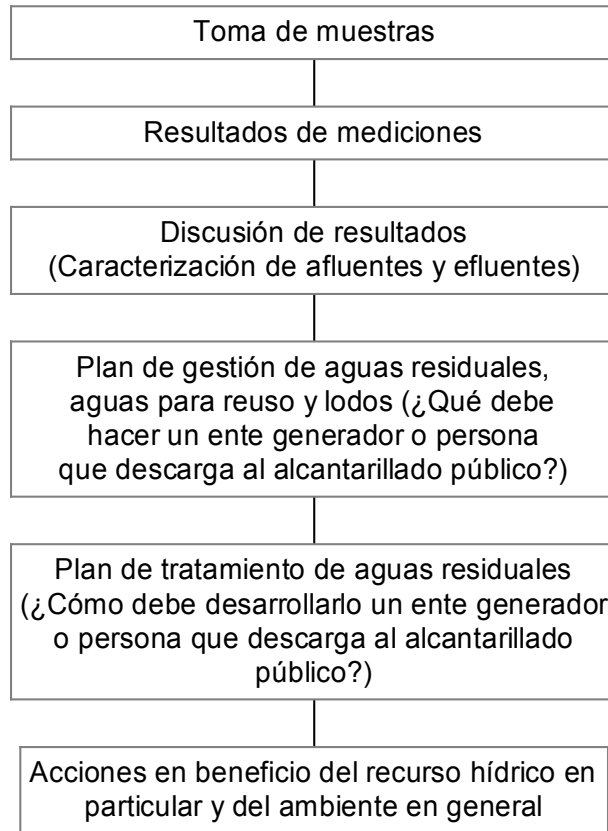 Toma de muestras
Resultados de mediciones
Discusión de resultados
(Caracterización de afluentes y efluentes)
Plan de gestión de aguas residuales,
aguas para reuso y lodos (¿Qué debe
hacer un ente generador o persona
que descarga al alcantarillado público?)
Plan de tratamiento de aguas residuales
(¿Cómo debe desarrollarlo un ente generador
o persona que descarga al alcantarillado
público?)
Acciones en beneficio del recurso hídrico en
particular y del ambiente en general